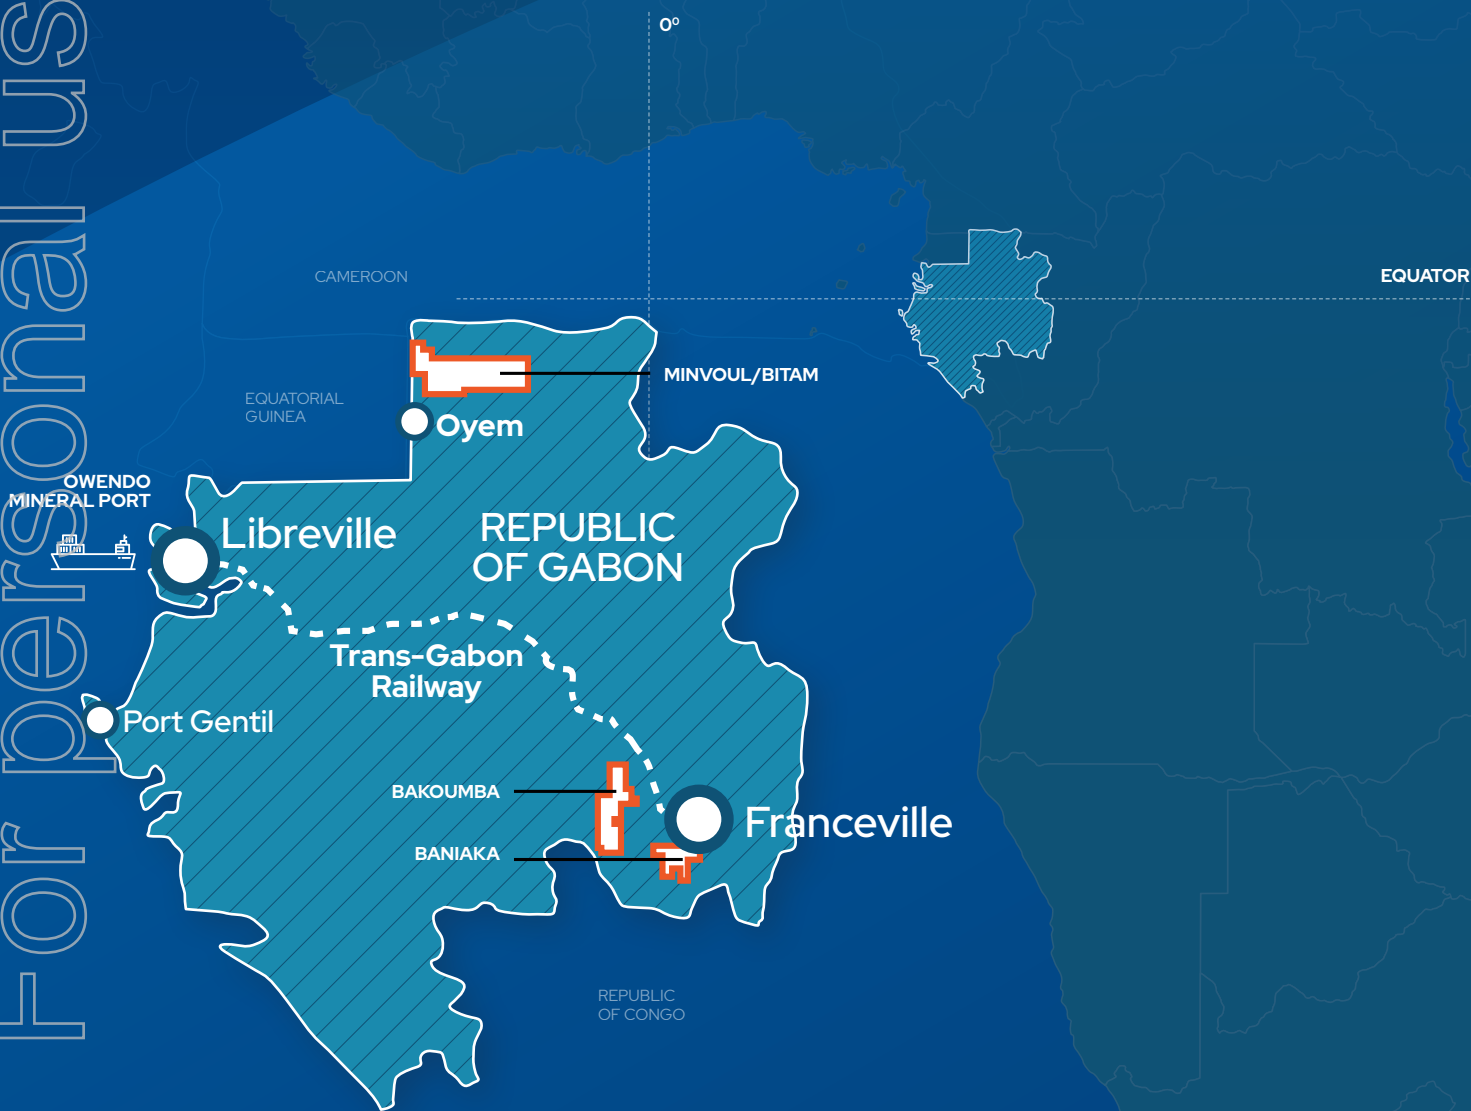 For personal us
0º
EQUATOR
CAMEROON
MINVOUL/BITAM
EQUATORIAL
GUINEA
Oyem
OWENDO
MINERAL PORT
Libreville
REPUBLIC
OF GABON
Trans-Gabon
Railway
Port Gentil
BAKOUMBA
Franceville
BANIAKA
REPUBLIC
OF CONGO